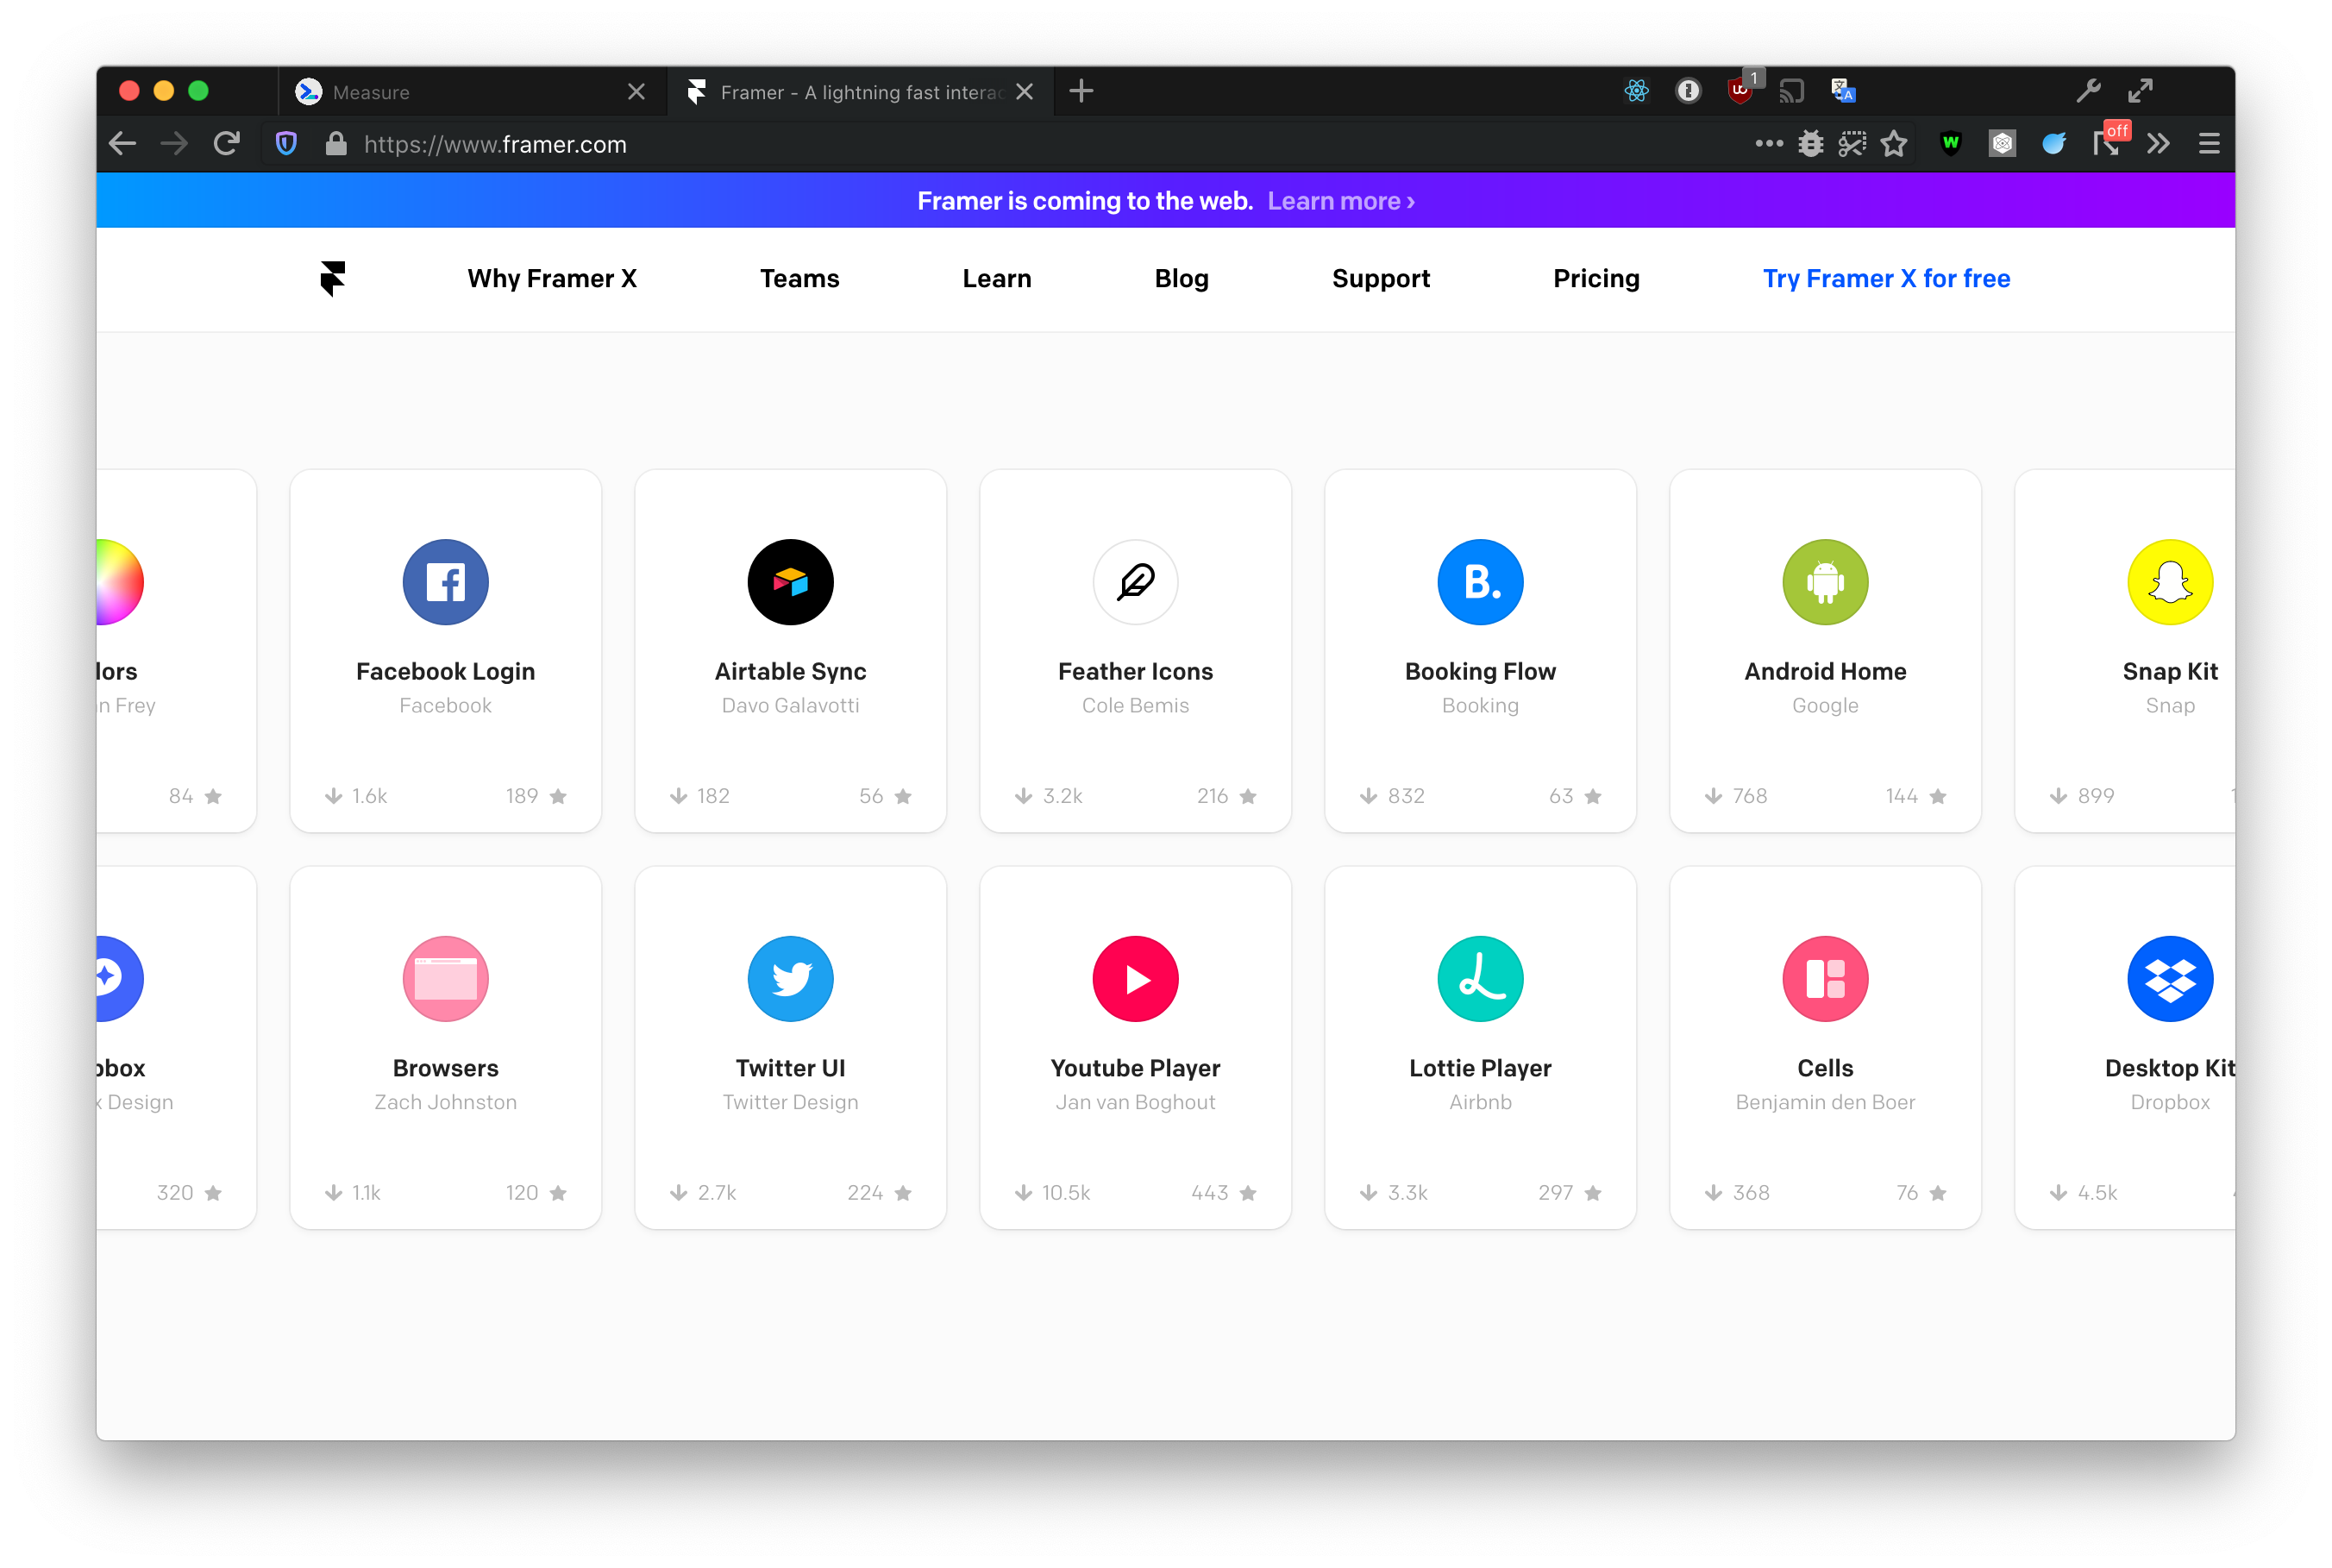 Measure
Framer - A lightning fast interac
1
https://www.framer.com
off
Framer is coming to the web. Learn more ›
Why Framer X Teams Learn Blog Support Pricing Try Framer X for free
B.
lors Facebook Login Airtable Sync Feather Icons Booking Flow Android Home Snap Kit
n Frey Facebook Davo Galavotti Cole Bemis Booking Google Snap
84 1.6k 189 182 56 3.2k 216 832 63 768 144 899
Browsers Twitter UI Youtube Player Lottie Player Cells Desktop Kit
Design Zach Johnston Twitter Design Jan van Boghout Airbnb Benjamin den Boer Dropbox
320 1.1k 120 2.7k 224 10.5k 443 3.3k 297 368 76 4.5k